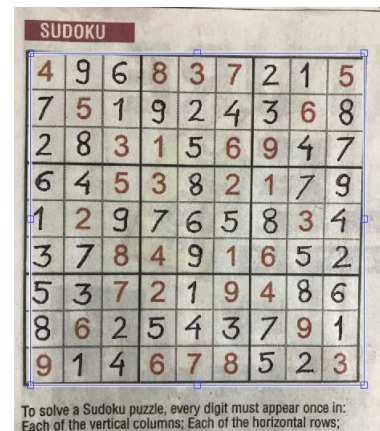 SUDOKU
4 9 6 8 3 7 2 1 5
7 5 1 9 2 4 3 6 8
2 8 3 1 5 6 9 4 7
6 4 5 3 8 2 1 7 9
1 2 9 7 6 5 8 3 4
3 7 8 4 9 1 6 5 2
5 3 7 2 1 9 4 8 6
8 6 2 5 4 3 7 9 1
9 1 4 6 7 8 5 2 3
To solve a Sudoku puzzle, every digit must appear once in:
Each of the vertical columns; Each of the horizontal rows;